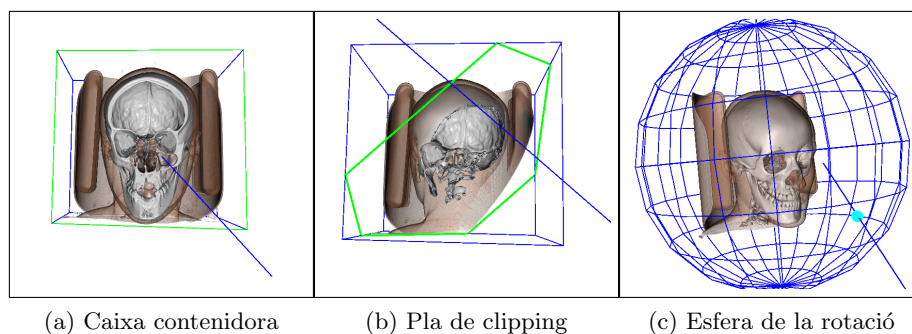 (a) Caixa contenidora
(b) Pla de clipping
(c) Esfera de la rotació